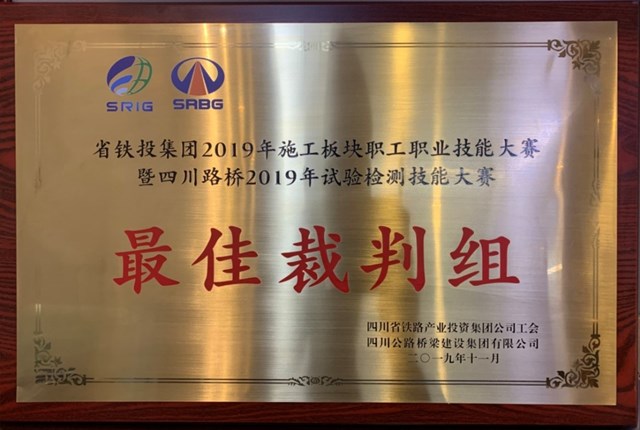 SRIG SRBG
省铁投集团2019年施工板块职工职业技能大赛
暨四川路桥2019年试验检测技能大赛
最佳裁判组
四川省铁路产业投资集团公司工会
四川公路桥梁建设集团有限公司
二〇一九年十一月